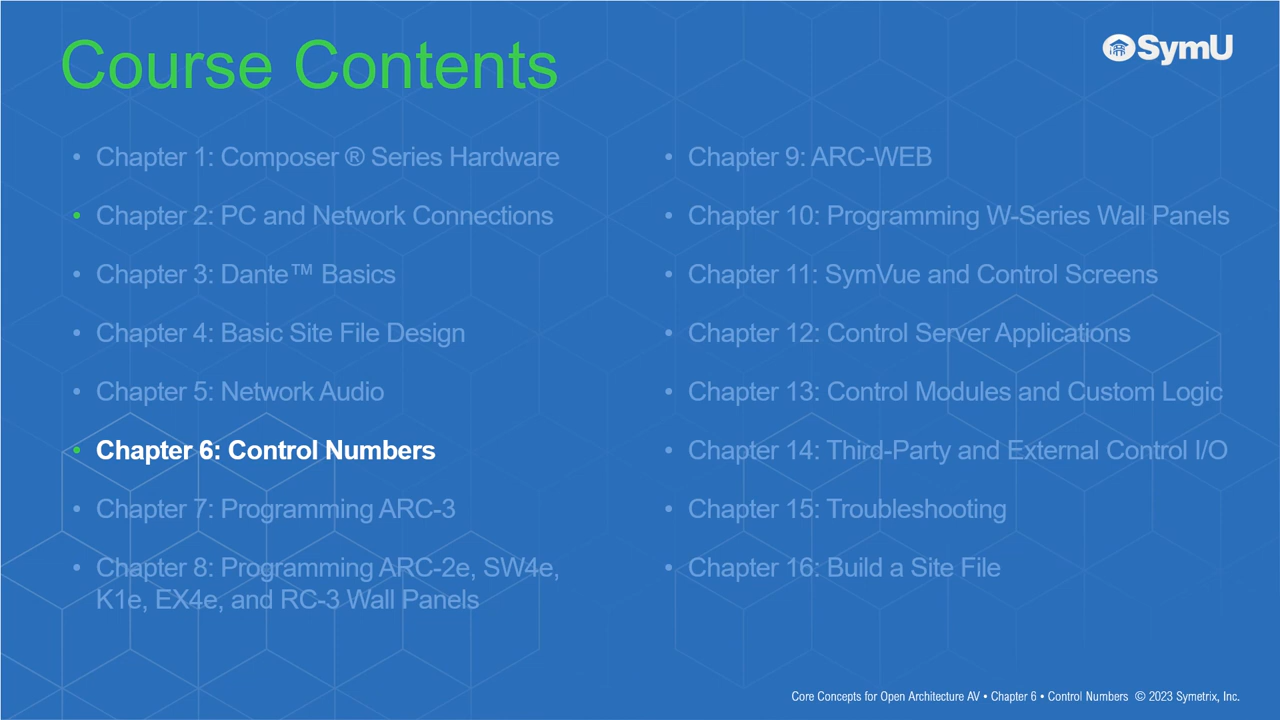 Course Contents
SymU
• Chapter 1: Composer ® Series Hardware
• Chapter 2: PC and Network Connections
• Chapter 3: Dante™ Basics
• Chapter 4: Basic Site File Design
• Chapter 5: Network Audio
• Chapter 6: Control Numbers
• Chapter 7: Programming ARC-3
• Chapter 8: Programming ARC-2e, SW4e,
K1e, EX4e, and RC-3 Wall Panels
• Chapter 9: ARC-WEB
• Chapter 10: Programming W-Series Wall Panels
• Chapter 11: SymVue and Control Screens
• Chapter 12: Control Server Applications
• Chapter 13: Control Modules and Custom Logic
• Chapter 14: Third-Party and External Control I/O
• Chapter 15: Troubleshooting
• Chapter 16: Build a Site File
Core Concepts for Open Architecture AV • Chapter 6 • Control Numbers © 2023 Symetrix, Inc.